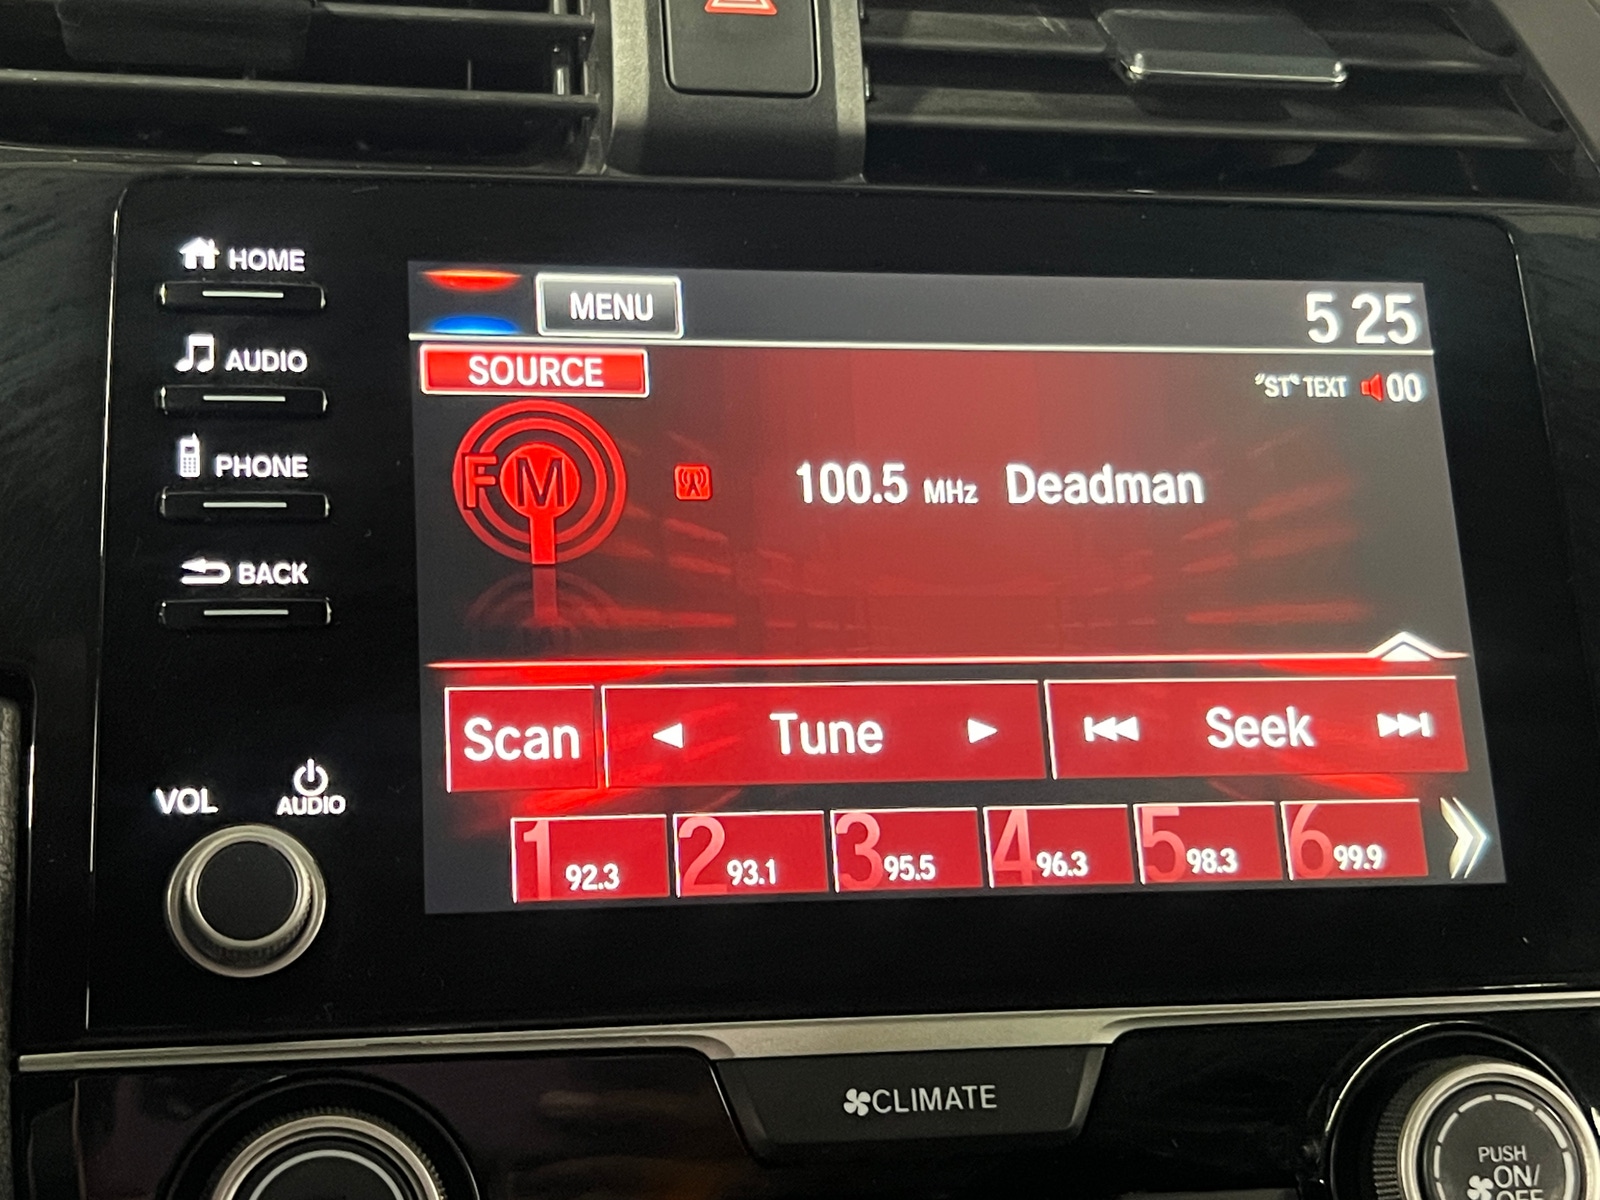 HOME
AUDIO
PHONE
BACK
VOL
AUDIO
MENU
5 25
SOURCE
"ST" TEXT 00
FM
100.5 MHz Deadman
Scan
Tune
Seek
1 92.3
2 93.1
3 95.5
4 96.3
5 98.3
6 99.9
CLIMATE
PUSH
ON/
OFF